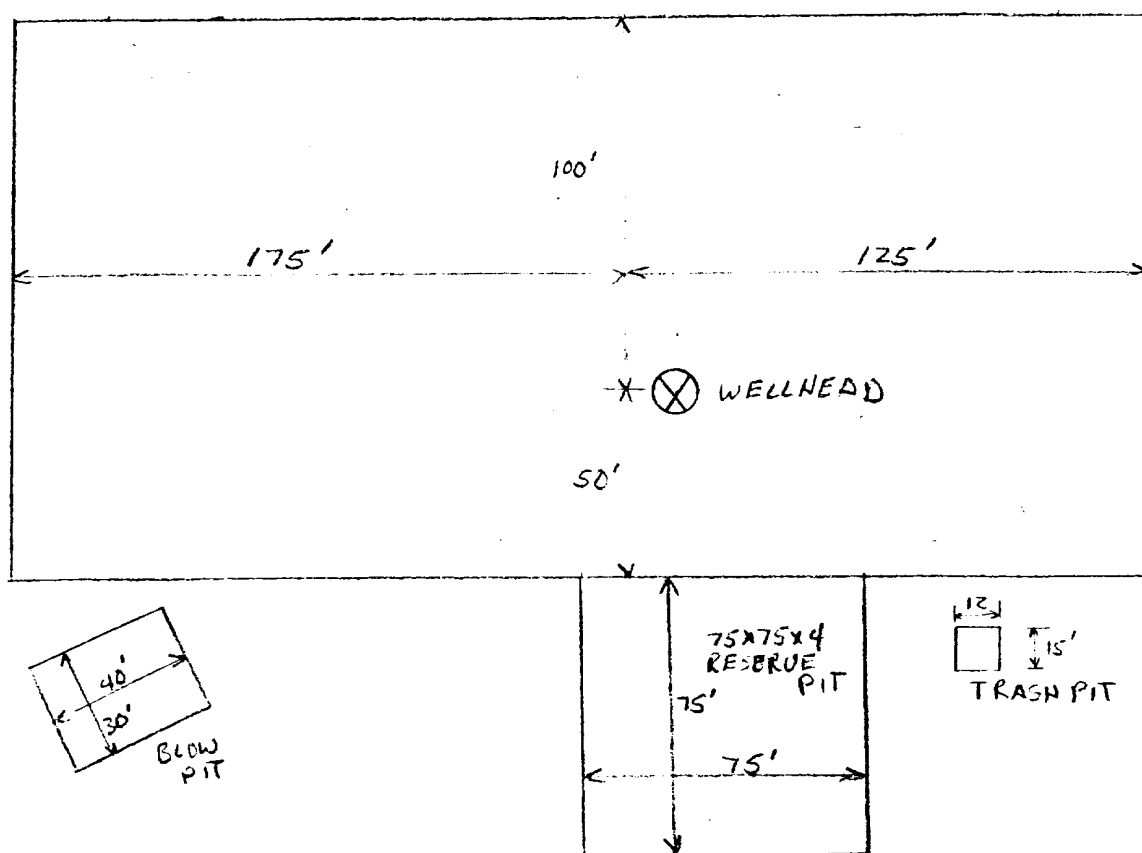 100'
175'
125'
WELLHEAD
50'
12
75x75x4
RESERVE
PIT
15'
TRASH PIT
40'
30'
BLOW
PIT
75'
75'